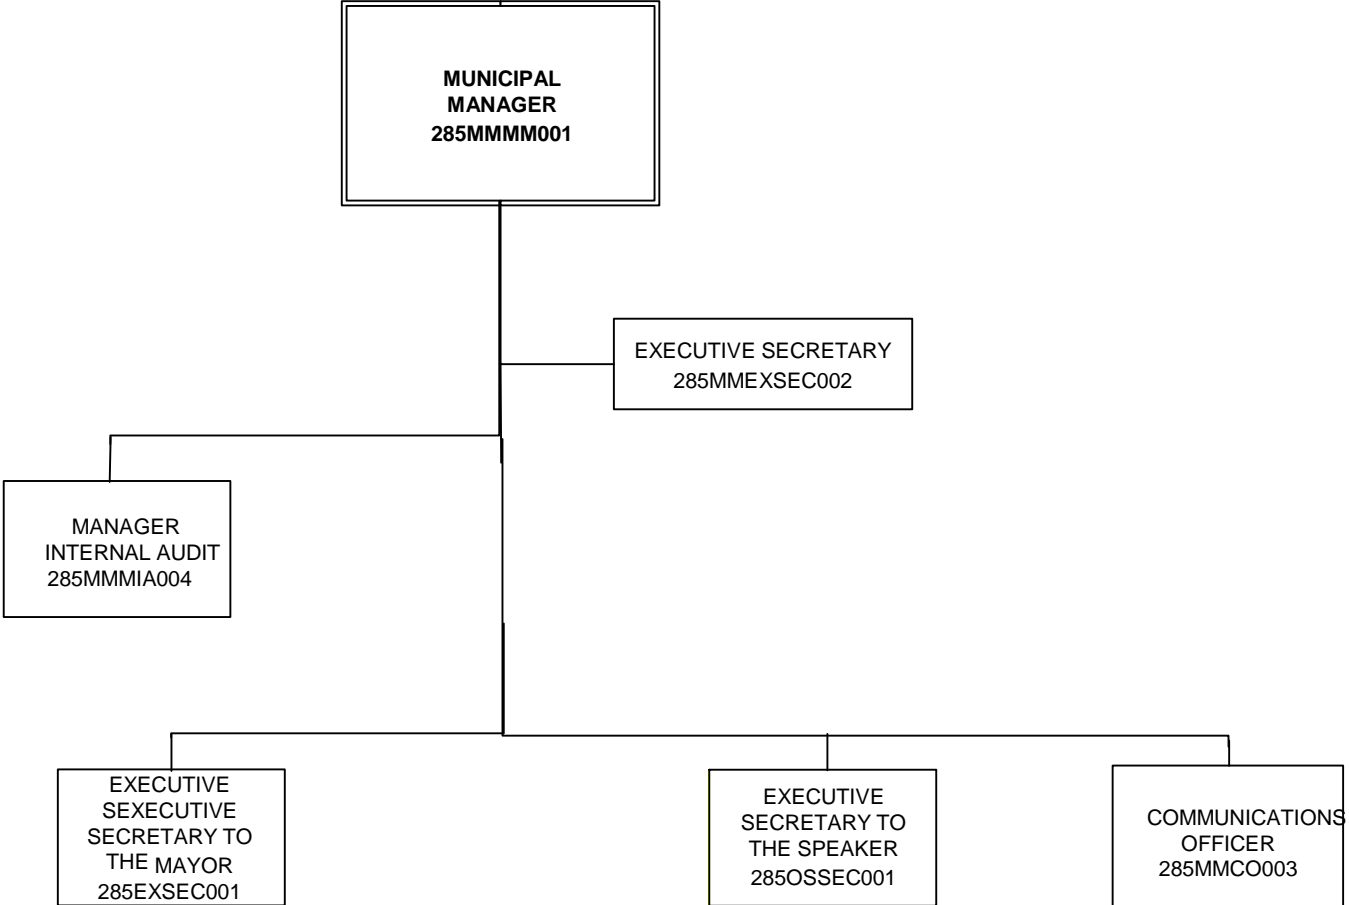 MUNICIPAL
MANAGER
285MMMM001
EXECUTIVE SECRETARY
285MMEXSEC002
MANAGER
INTERNAL AUDIT
285MMMIA004
EXECUTIVE
SEXECUTIVE
SECRETARY TO
THE MAYOR
285EXSEC001
EXECUTIVE
SECRETARY TO
THE SPEAKER
285OSSEC001
COMMUNICATIONS
OFFICER
285MMCO003